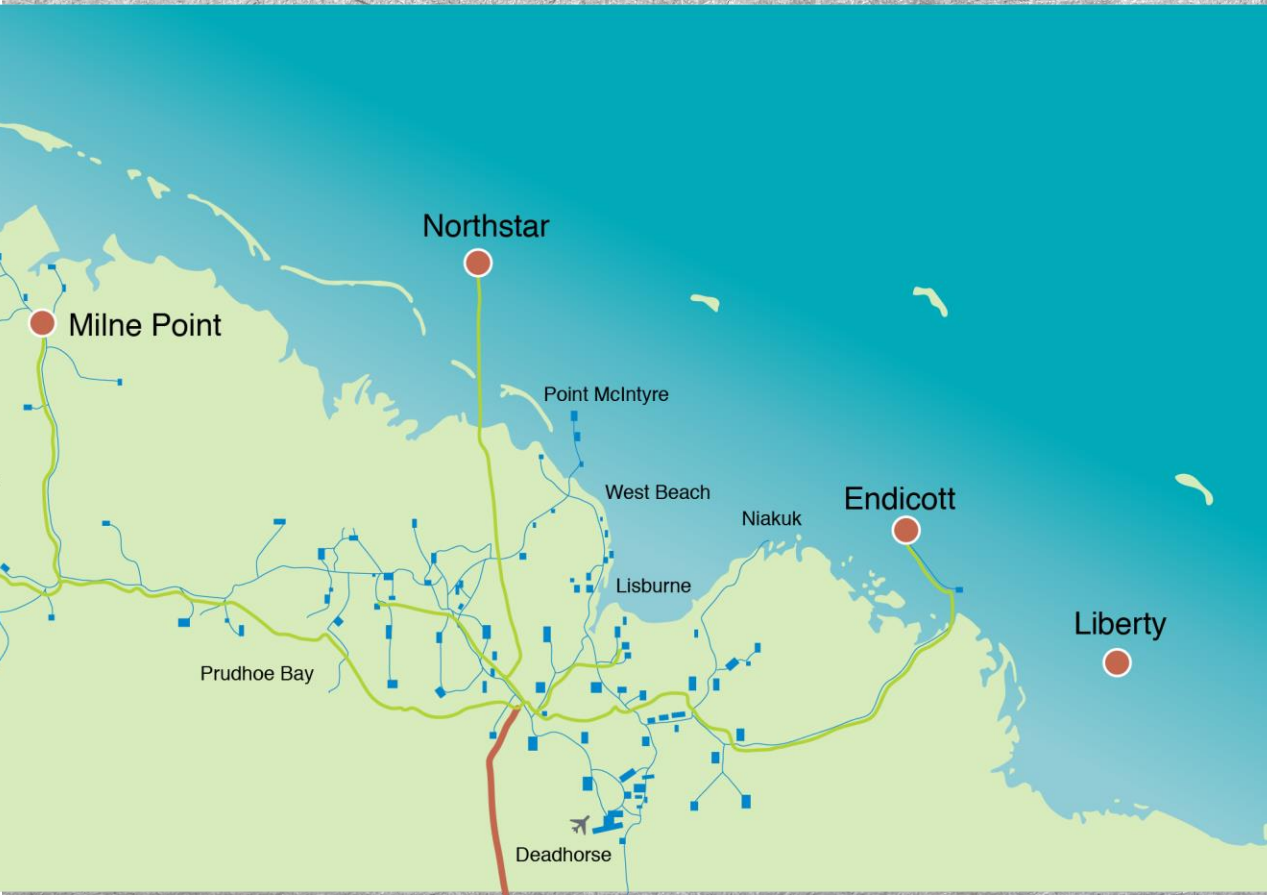 Northstar
Milne Point
Point McIntyre
West Beach
Endicott
Niakuk
Lisburne
Liberty
Prudhoe Bay
Deadhorse